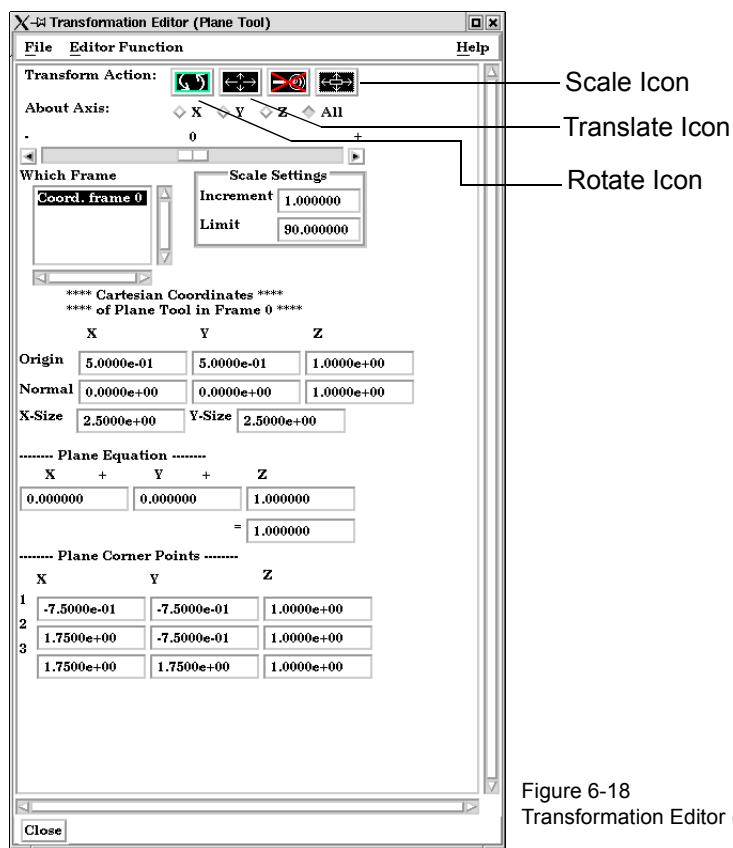 Transformation Editor (Plane Tool)
File Editor Function Help
Transform Action:
Scale Icon
About Axis: X Y Z All
Translate Icon
- 0 +
Which Frame
Scale Settings
Rotate Icon
Coord. frame 0
Increment 1.000000
Limit 90.000000
**** Cartesian Coordinates ****
**** of Plane Tool in Frame 0 ****
X Y Z
Origin 5.0000e-01 5.0000e-01 1.0000e+00
Normal 0.0000e+00 0.0000e+00 1.0000e+00
X-Size 2.5000e+00 Y-Size 2.5000e+00
-------- Plane Equation --------
X + Y + Z
0.000000 0.000000 1.000000
= 1.000000
-------- Plane Corner Points --------
X Y Z
1 -7.5000e-01 -7.5000e-01 1.0000e+00
2 1.7500e+00 -7.5000e-01 1.0000e+00
3 1.7500e+00 1.7500e+00 1.0000e+00
Close
Figure 6-18
Transformation Editor (